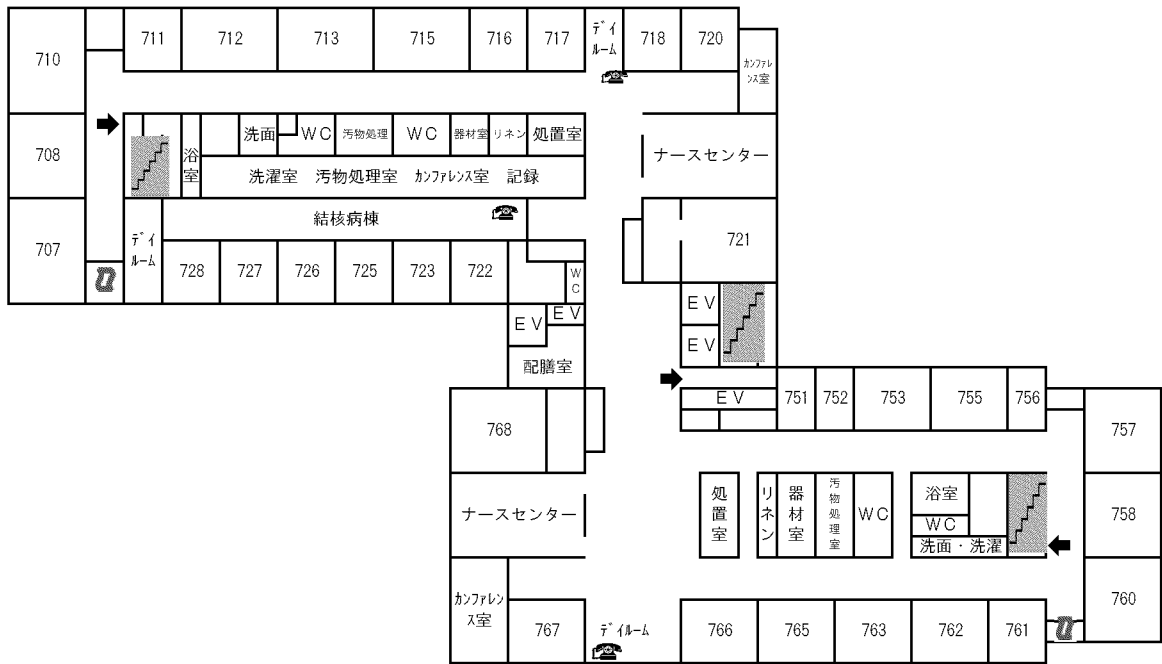 710
711
712
713
715
716
717
ﾃﾞｲ
ﾙｰﾑ
718
720
ｶﾝﾌｧﾚ
ﾝｽ室
708
浴
室
洗面
ＷＣ
汚物処理
ＷＣ
器材室
リネン
処置室
ナースセンター
洗濯室　汚物処理室　ｶﾝﾌｧﾚﾝｽ室　記録
707
ﾃﾞｲ
ﾙｰﾑ
結核病棟
721
728
727
726
725
723
722
Ｗ
Ｃ
ＥＶ
ＥＶ
ＥＶ
ＥＶ
配膳室
ＥＶ
751
752
753
755
756
757
768
ナースセンター
処
置
室
リ
ネ
ン
器
材
室
汚
物
処
理
室
ＷＣ
浴室
ＷＣ
洗面・洗濯
758
ｶﾝﾌｧﾚﾝ
ｽ室
767
ﾃﾞｲﾙｰﾑ
766
765
763
762
761
760